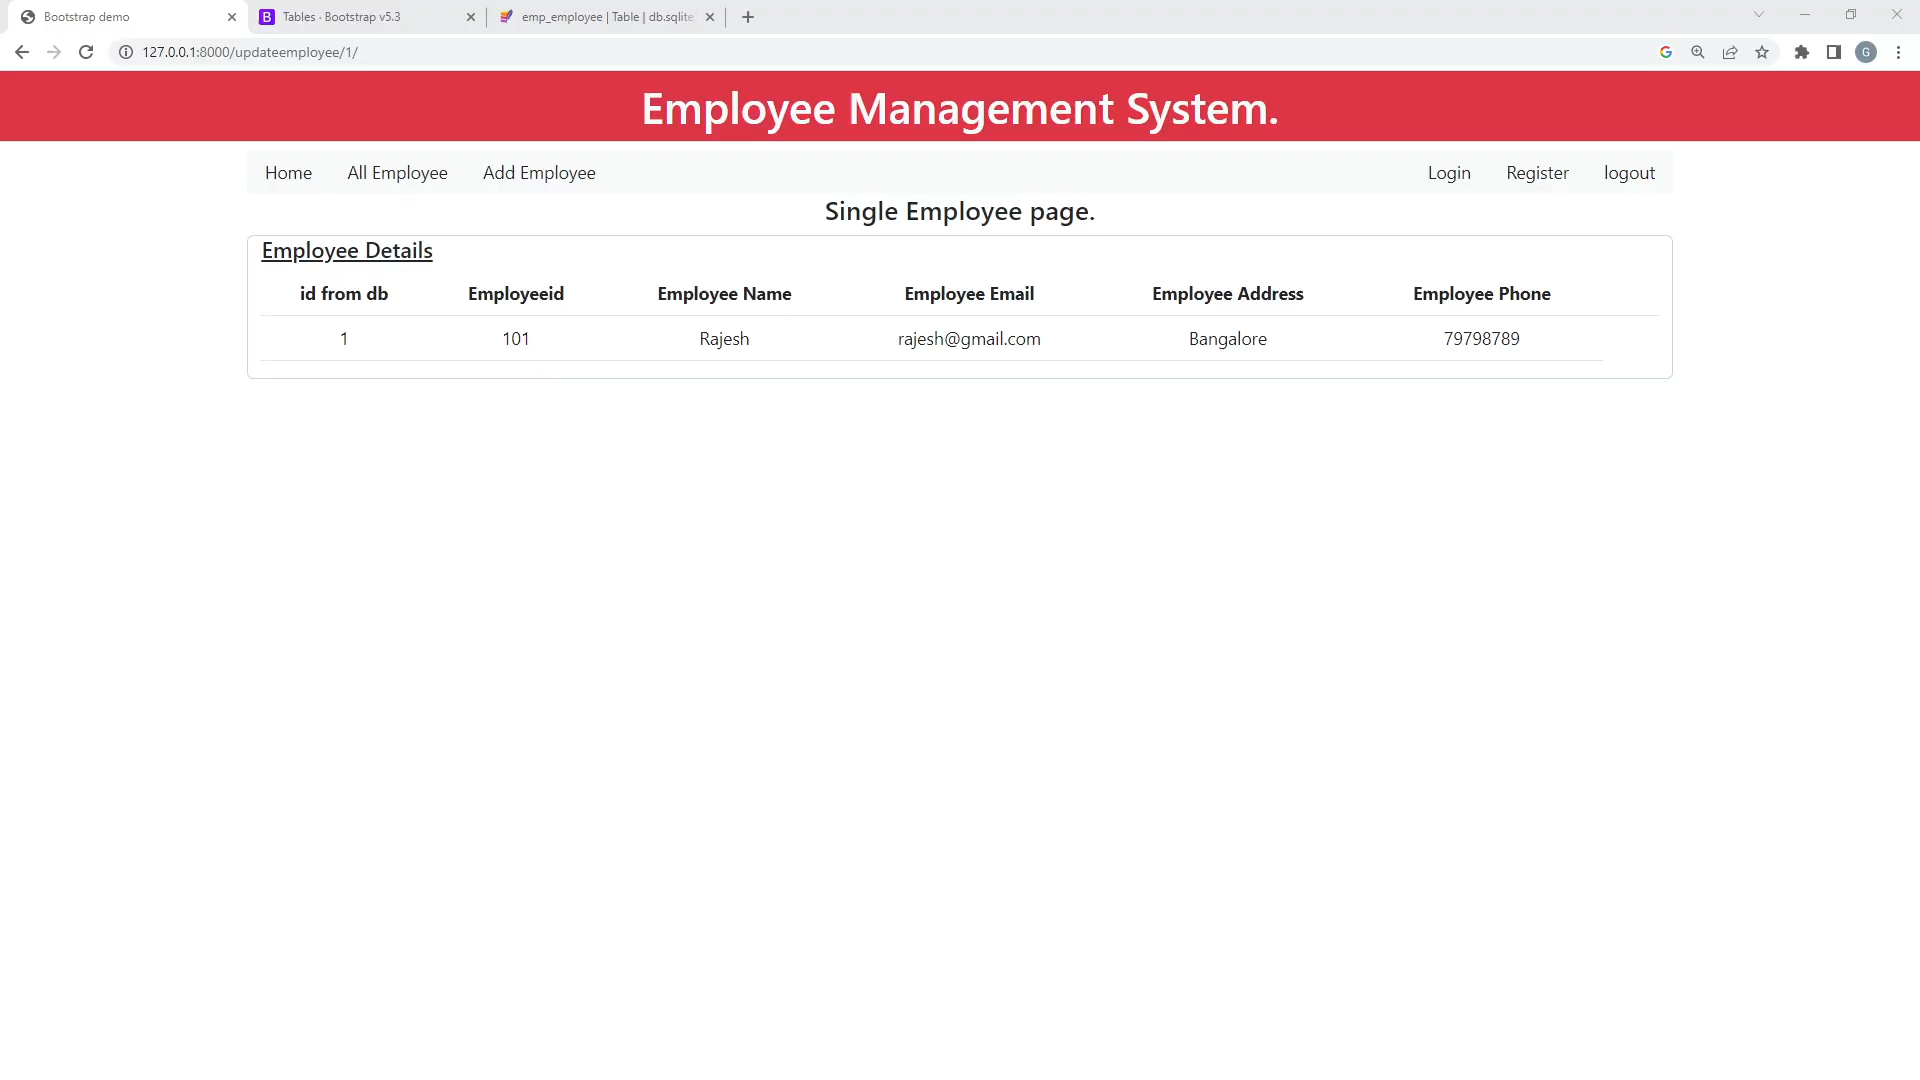 Bootstrap demo
Tables · Bootstrap v5.3
emp_employee | Table | db.sqlite
127.0.0.1:8000/updateemployee/1/
G
Employee Management System.
Home All Employee Add Employee Login Register logout
Single Employee page.
Employee Details
id from db Employeeid Employee Name Employee Email Employee Address Employee Phone
1 101 Rajesh rajesh@gmail.com Bangalore 79798789